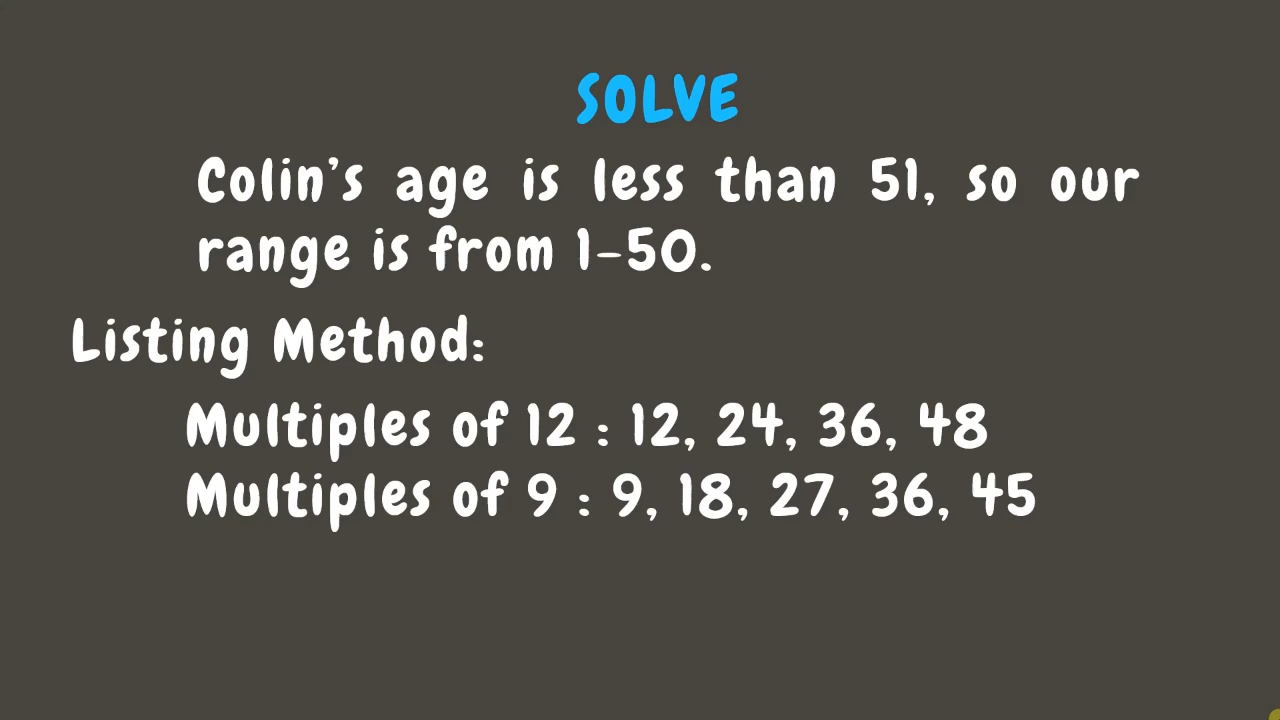 SOLVE
Colin's age is less than 51, so our
range is from 1-50.
Listing Method:
Multiples of 12 : 12, 24, 36, 48
Multiples of 9 : 9, 18, 27, 36, 45